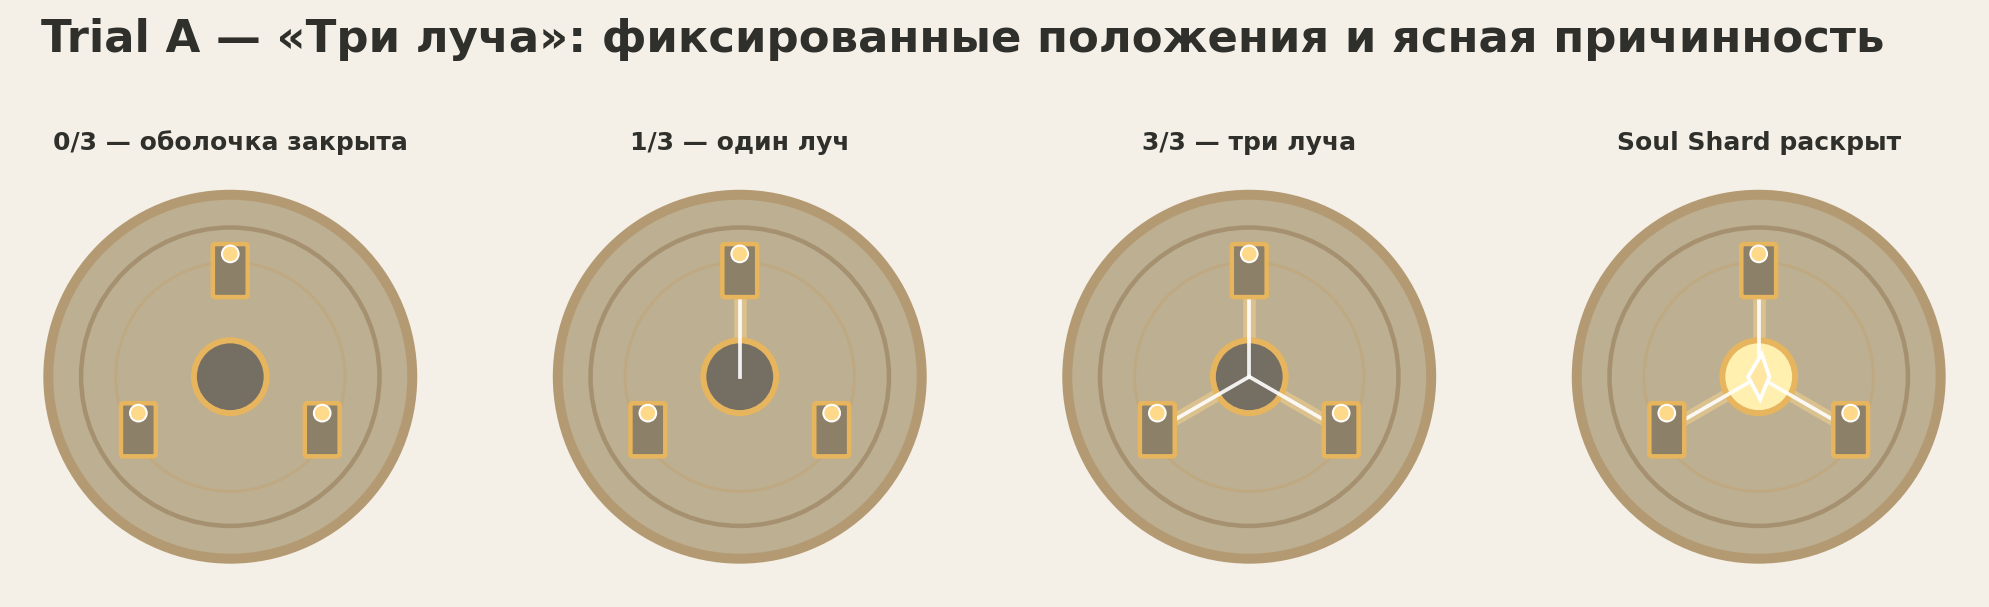 Trial A — «Три луча»: фиксированные положения и ясная причинность
0/3 — оболочка закрыта
1/3 — один луч
3/3 — три луча
Soul Shard раскрыт